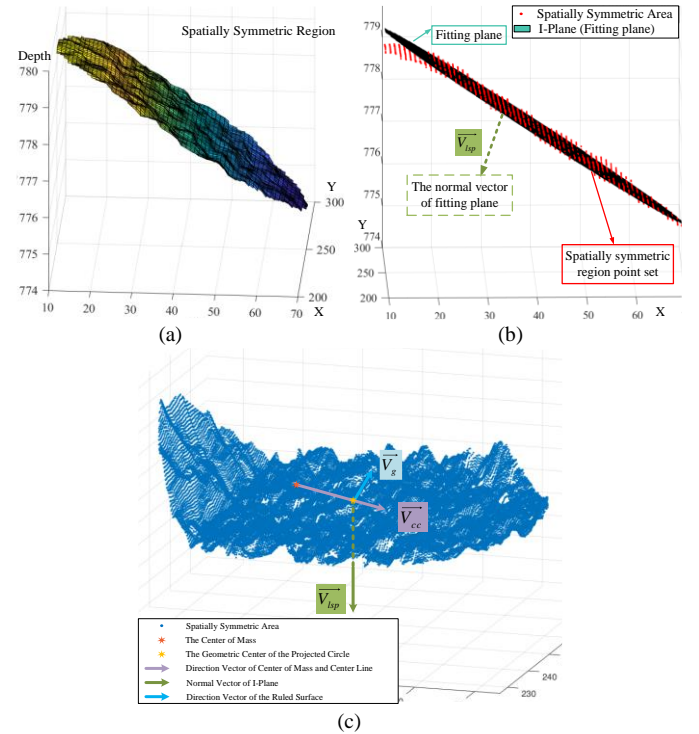 (a)
Spatially Symmetric Region
Depth
780
779
778
777
776
775
774
10
20
30
40
50
60
70
X
Y
300
250
200
(b)
Spatially Symmetric Area
I-Plane (Fitting plane)
Fitting plane
779
778
777
776
775
774
Y
300
250
200
10
20
30
40
50
60
X
V_lsp
The normal vector
of fitting plane
Spatially symmetric
region point set
V_g
V_cc
V_lsp
Spatially Symmetric Area
The Center of Mass
The Geometric Center of the Projected Circle
Direction Vector of Center of Mass and Center Line
Normal Vector of I-Plane
Direction Vector of the Ruled Surface
240
230
(c)